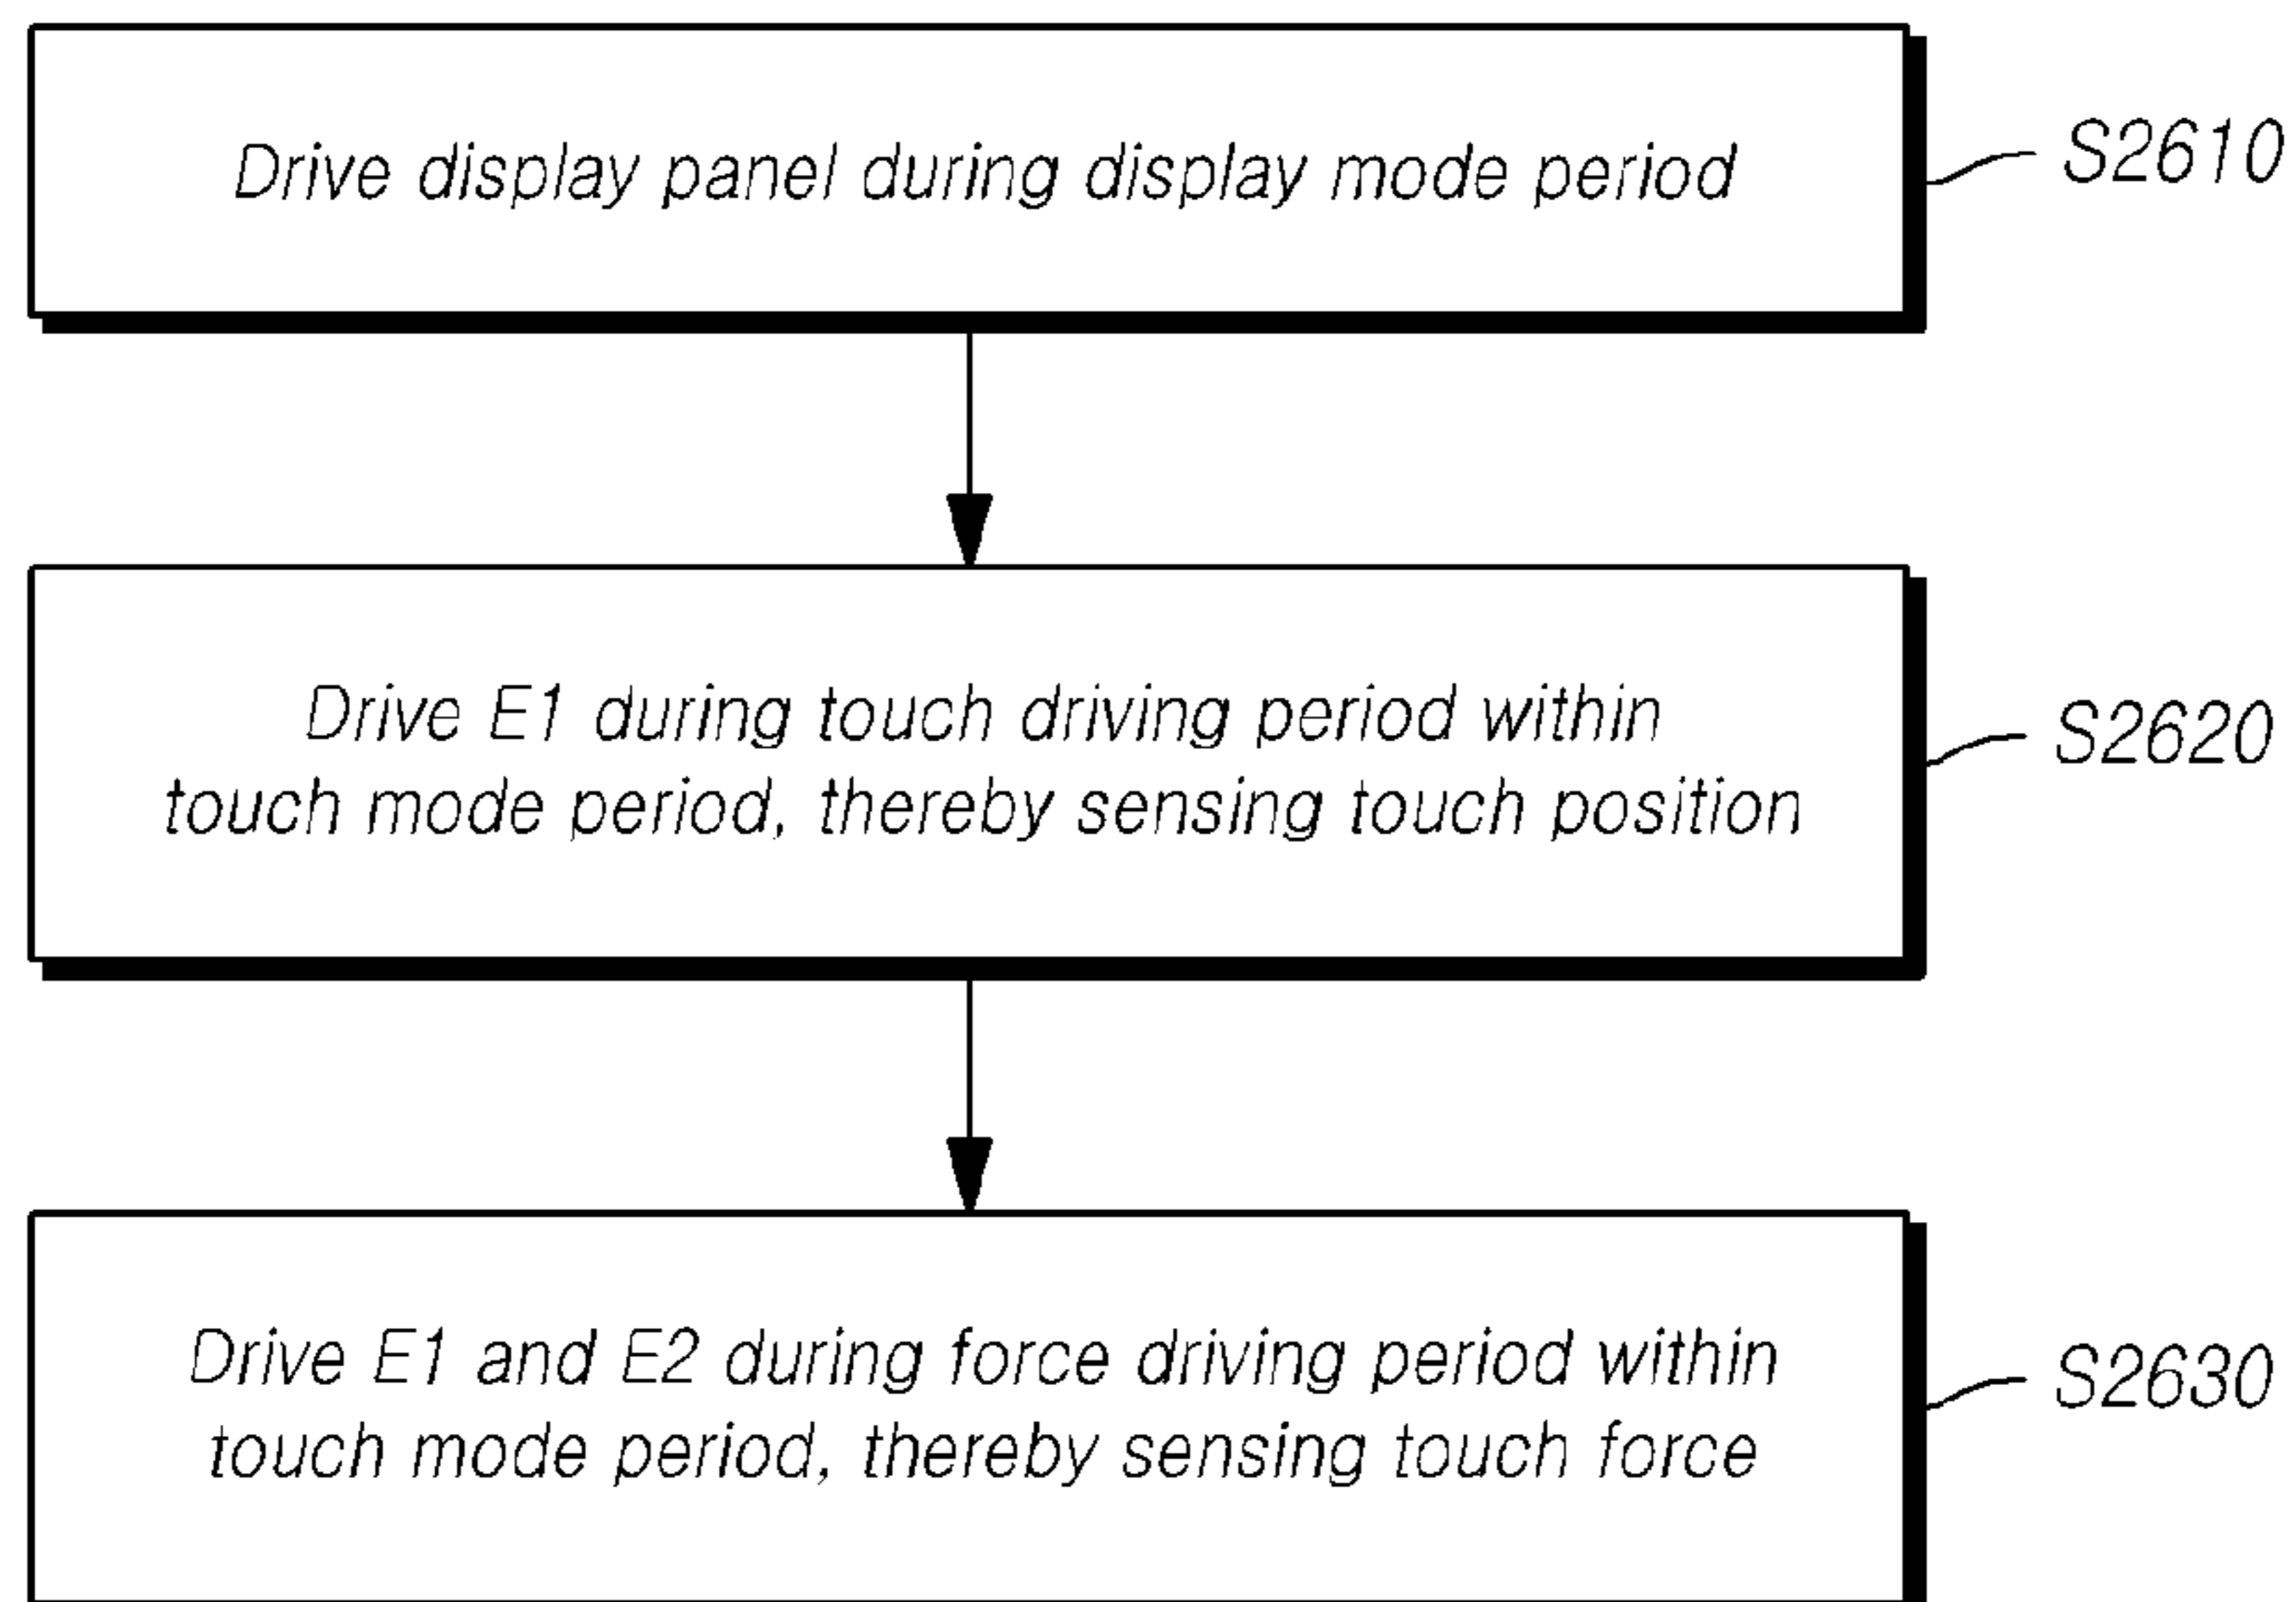 Drive display panel during display mode period
S2610
Drive E1 during touch driving period within
touch mode period, thereby sensing touch position
S2620
Drive E1 and E2 during force driving period within
touch mode period, thereby sensing touch force
S2630